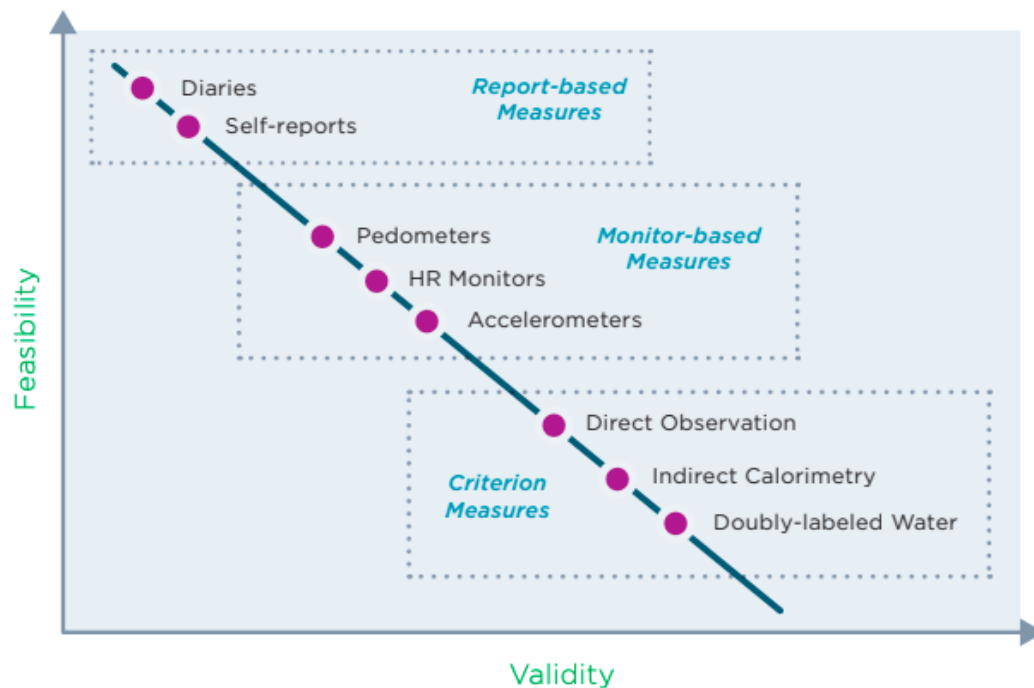 Diaries
Report-based
Measures
Self-reports
Pedometers
Monitor-based
Measures
HR Monitors
Accelerometers
Direct Observation
Criterion
Measures
Indirect Calorimetry
Doubly-labeled Water
Feasibility
Validity